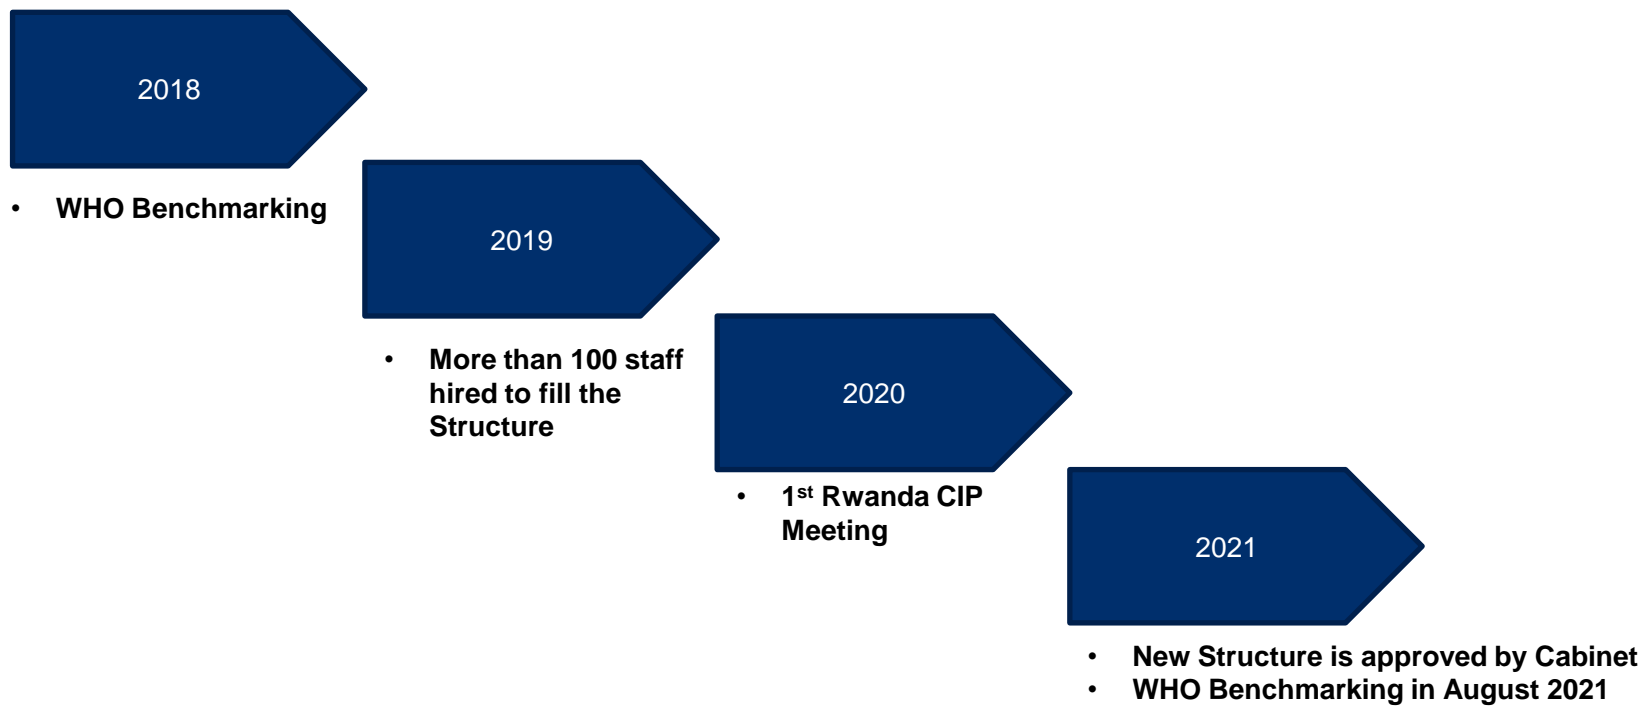 2018
• WHO Benchmarking
2019
• More than 100 staff
hired to fill the
Structure
2020
• 1st Rwanda CIP
Meeting
2021
• New Structure is approved by Cabinet
• WHO Benchmarking in August 2021